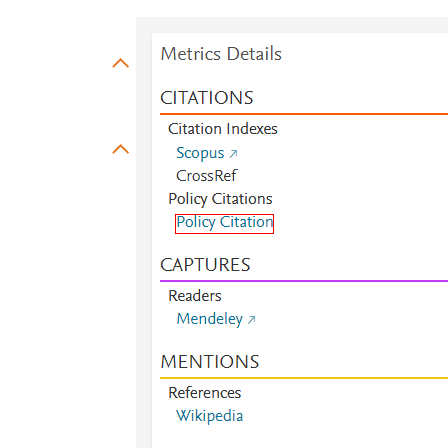 Metrics Details
CITATIONS
Citation Indexes
Scopus ↗
CrossRef
Policy Citations
Policy Citation
CAPTURES
Readers
Mendeley ↗
MENTIONS
References
Wikipedia